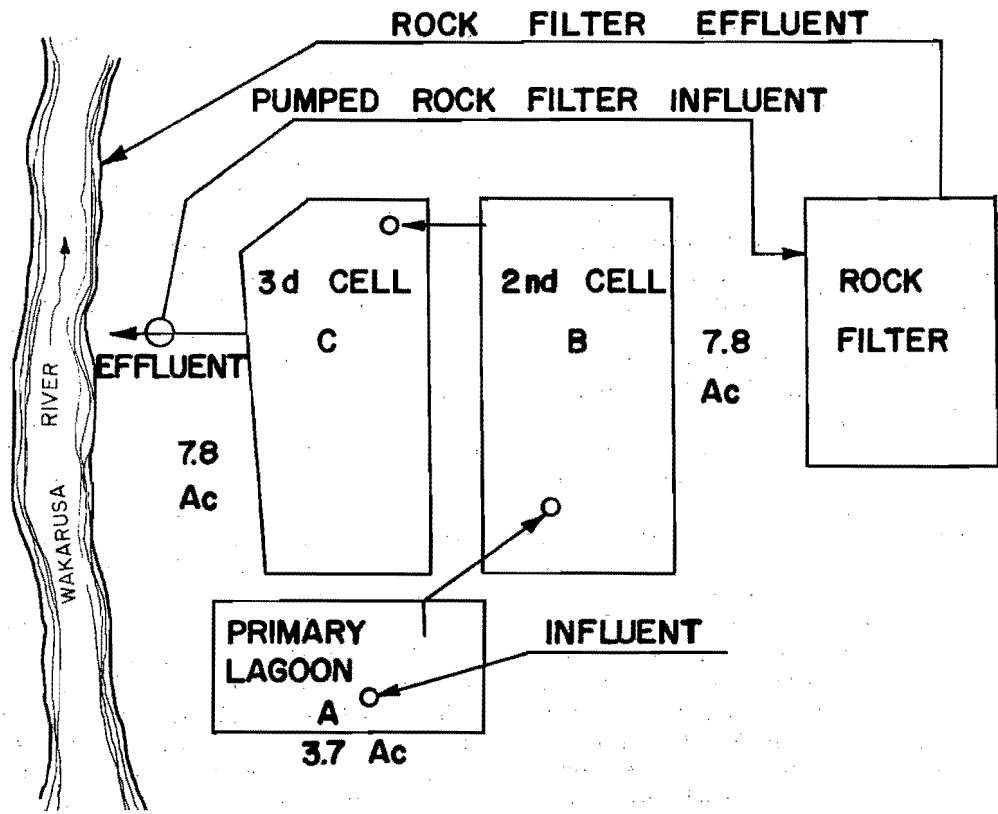 ROCK FILTER EFFLUENT
PUMPED ROCK FILTER INFLUENT
3d CELL
C
2nd CELL
B
7.8
Ac
ROCK
FILTER
EFFLUENT
7.8
Ac
WAKARUSA RIVER
PRIMARY
LAGOON
A
3.7 Ac
INFLUENT